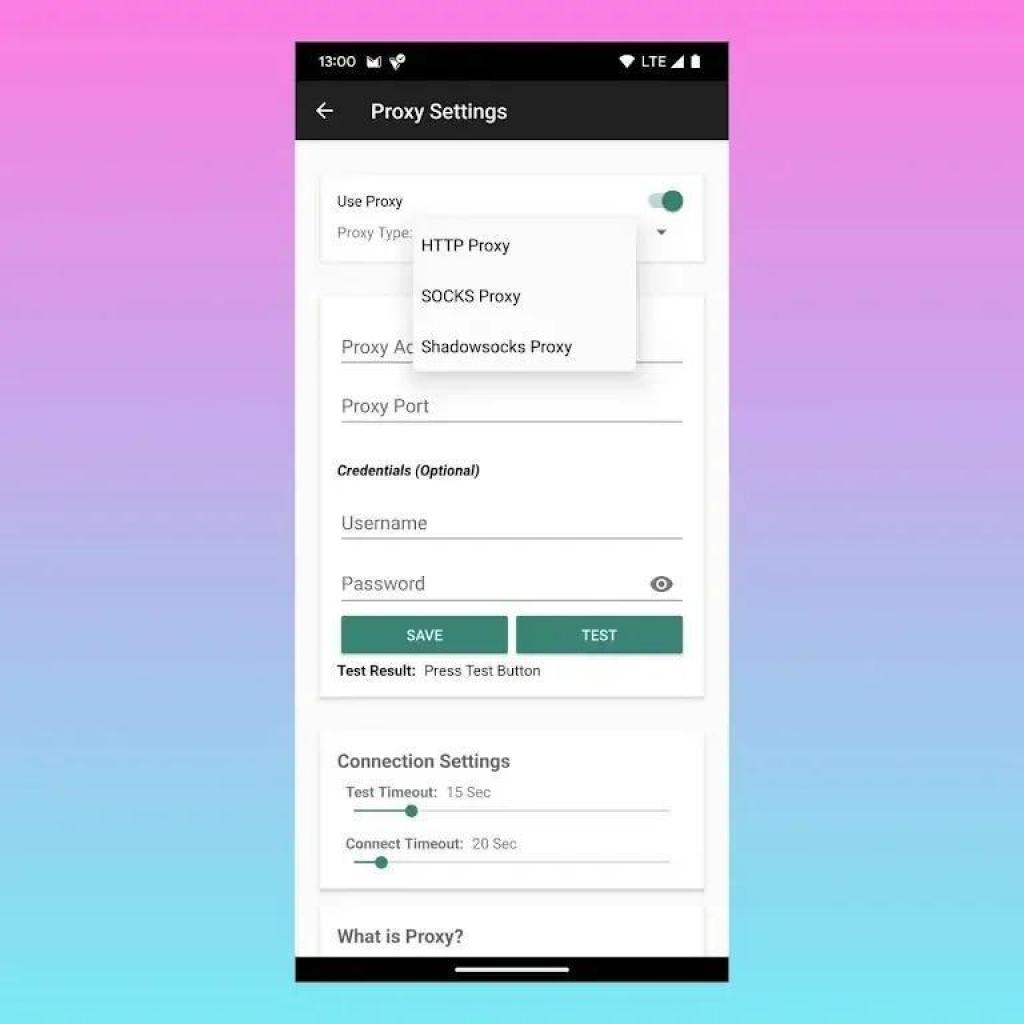 13:00 LTE
Proxy Settings
Use Proxy
Proxy Type:
HTTP Proxy
SOCKS Proxy
Shadowsocks Proxy
Proxy
Proxy Port
Credentials (Optional)
Username
Password
SAVE TEST
Test Result: Press Test Button
Connection Settings
Test Timeout: 15 Sec
Connect Timeout: 20 Sec
What is Proxy?